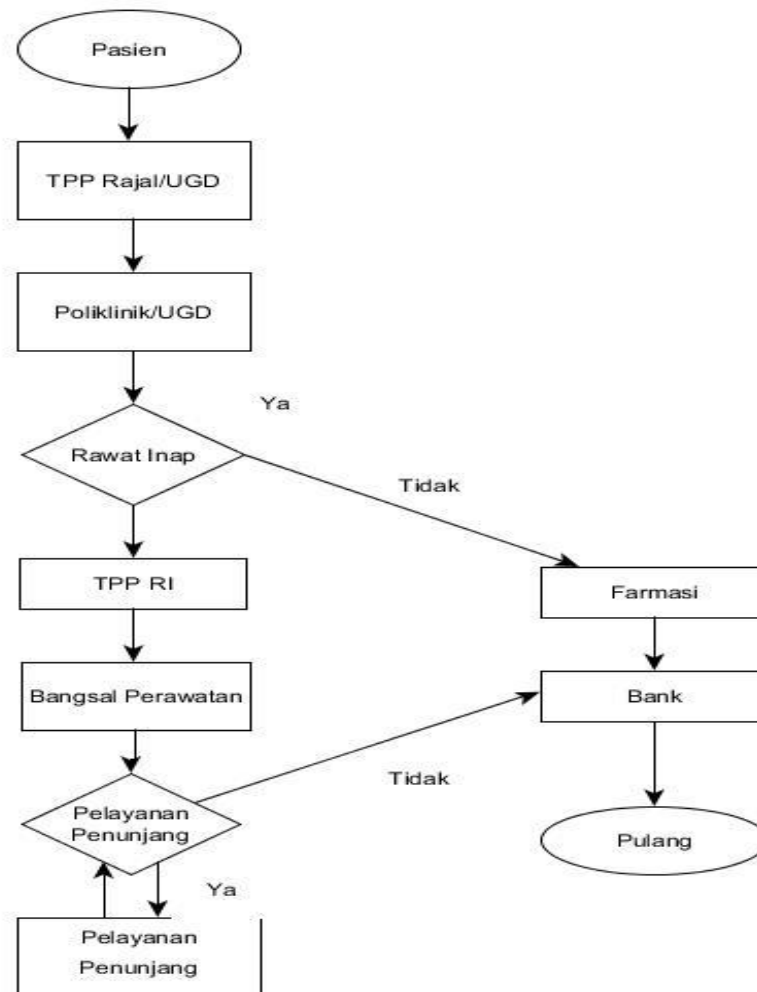 Pasien
TPP Rajal/UGD
Poliklinik/UGD
Ya
Rawat Inap
Tidak
TPP RI
Farmasi
Bangsal Perawatan
Bank
Tidak
Pelayanan
Penunjang
Pulang
Ya
Pelayanan
Penunjang